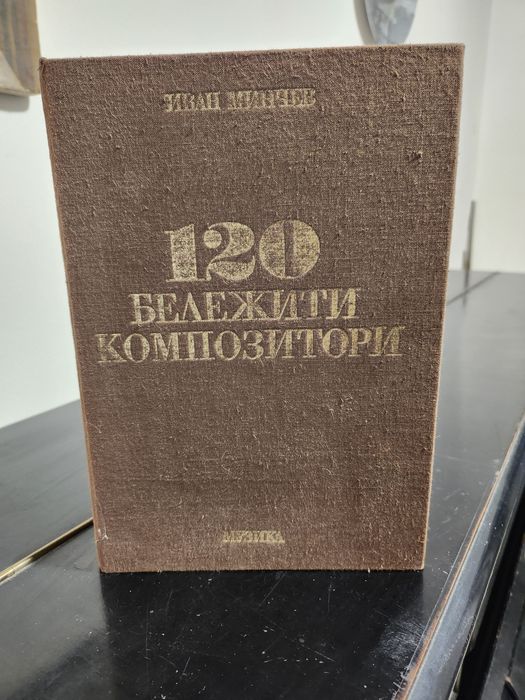 ИВАН МИНЧЕВ
120
БЕЛЕЖИТИ
КОМПОЗИТОРИ
МУЗИКА